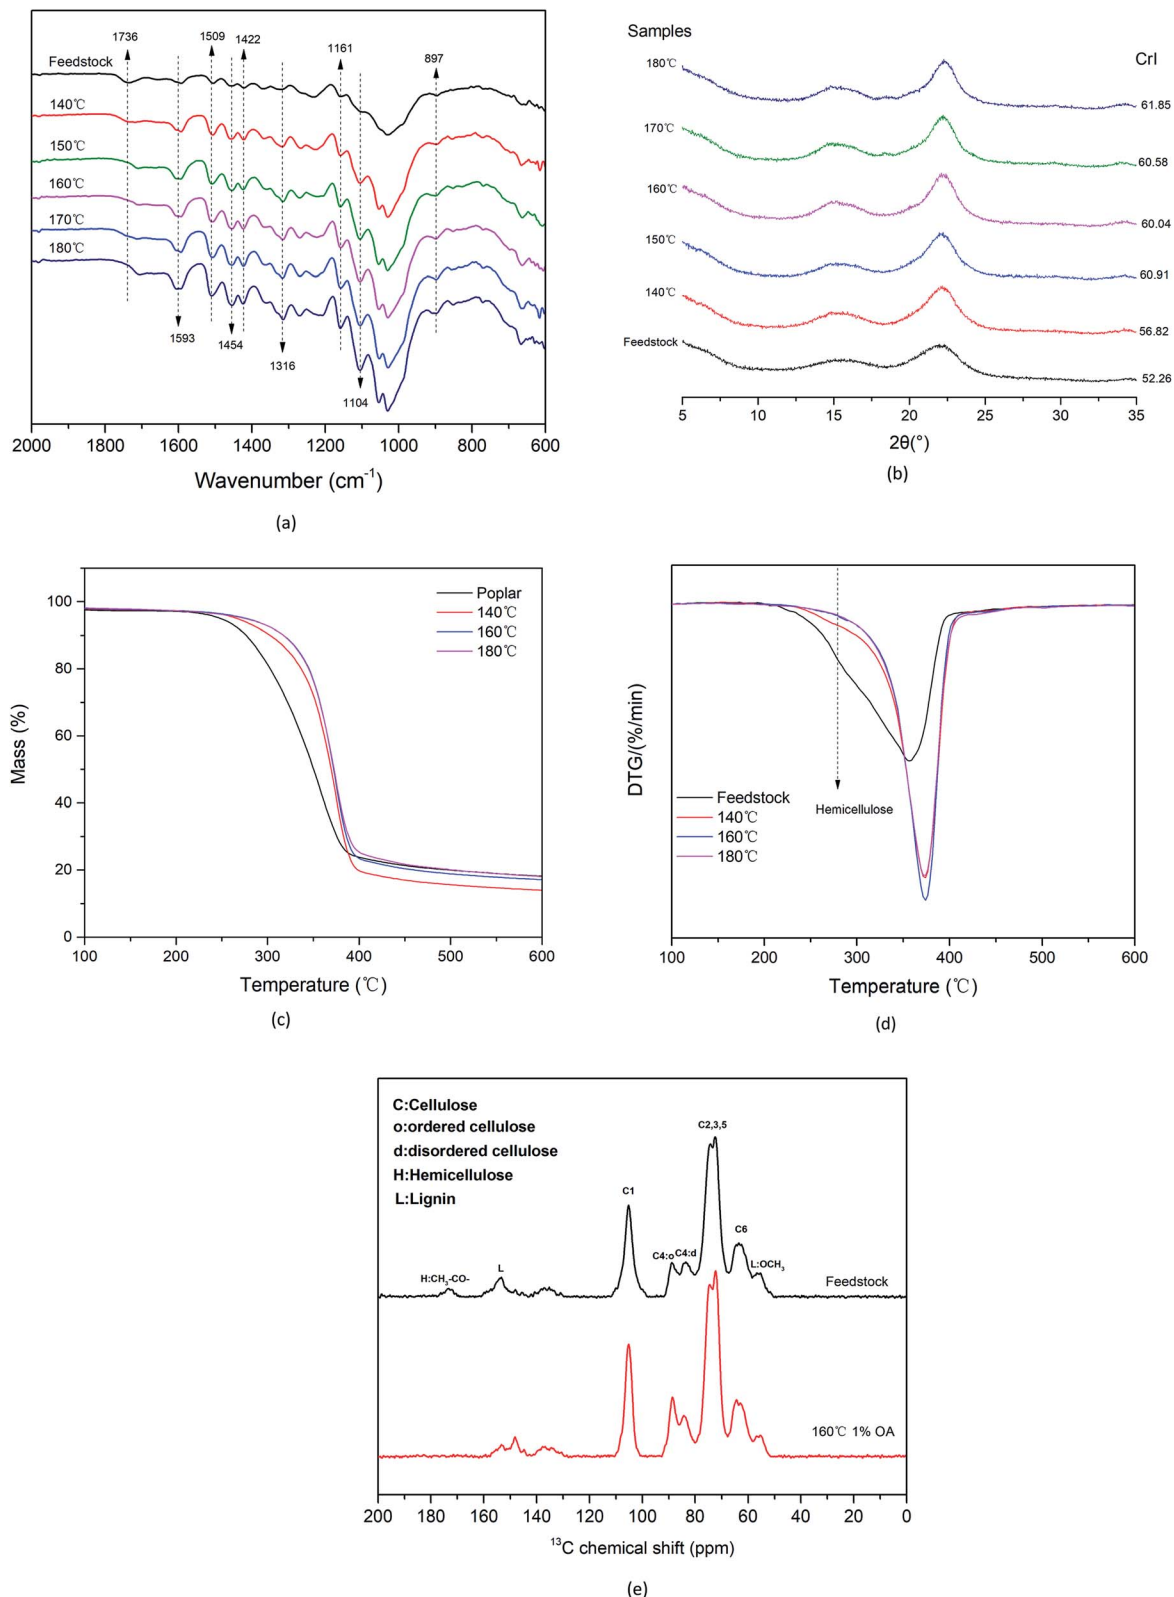 1736
1509
1422
1161
897
Feedstock
140℃
150℃
160℃
170℃
180℃
1593
1454
1316
1104
2000 1800 1600 1400 1200 1000 800 600
Wavenumber (cm⁻¹)
(a)
Samples
CrI
180℃
61.85
170℃
60.58
160℃
60.04
150℃
60.91
140℃
56.82
Feedstock
52.26
5 10 15 20 25 30 35
2θ(°)
(b)
100
80
60
40
20
0
Mass (%)
Poplar
140℃
160℃
180℃
100 200 300 400 500 600
Temperature (℃)
(c)
DTG/(%/min)
Hemicellulose
Feedstock
140℃
160℃
180℃
100 200 300 400 500 600
Temperature (℃)
(d)
C:Cellulose
o:ordered cellulose
d:disordered cellulose
H:Hemicellulose
L:Lignin
C2,3,5
C1
C6
C4:o
C4:d
L:OCH₃
L
H:CH₃-CO-
Feedstock
160℃ 1% OA
200 180 160 140 120 100 80 60 40 20 0
¹³C chemical shift (ppm)
(e)